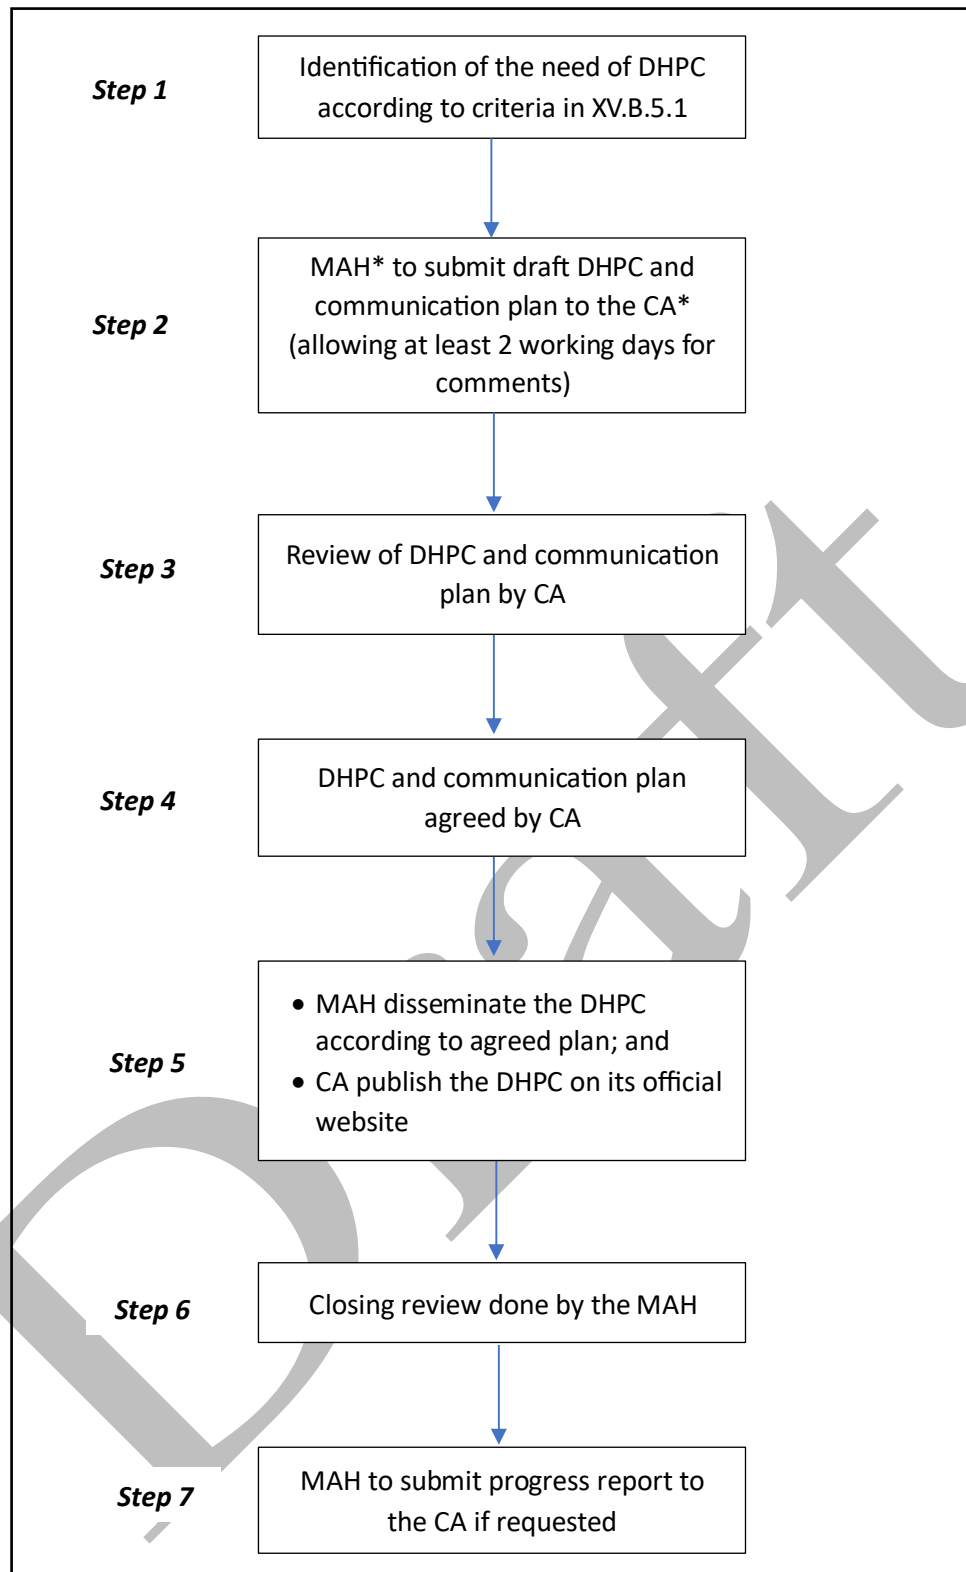 Step 1
Identification of the need of DHPC
according to criteria in XV.B.5.1
Step 2
MAH* to submit draft DHPC and
communication plan to the CA*
(allowing at least 2 working days for
comments)
Step 3
Review of DHPC and communication
plan by CA
Step 4
DHPC and communication plan
agreed by CA
Step 5
• MAH disseminate the DHPC
according to agreed plan; and
• CA publish the DHPC on its official
website
Step 6
Closing review done by the MAH
Step 7
MAH to submit progress report to
the CA if requested
Draft